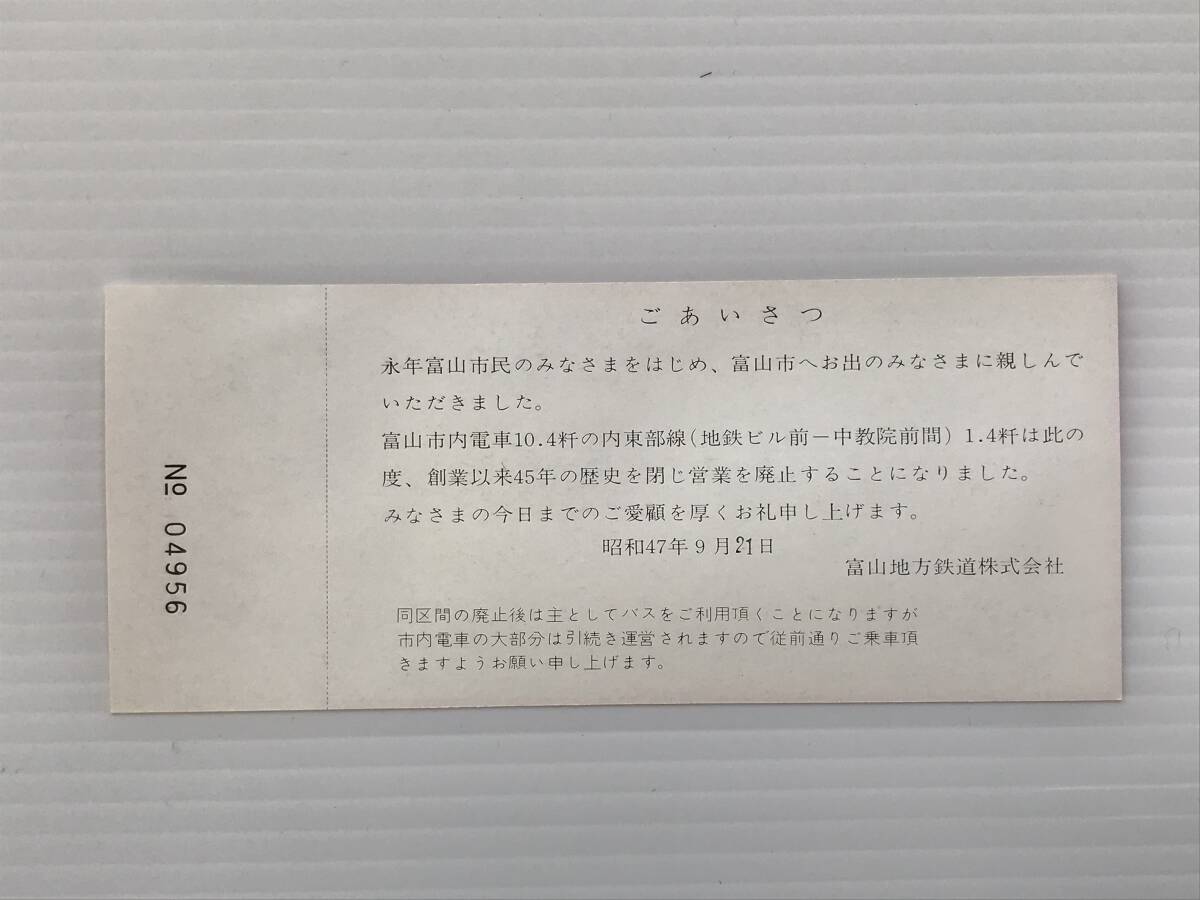 ごあいさつ
永年富山市民のみなさまをはじめ、富山市へお出のみなさまに親しんで
いただきました。
富山市内電車10.4粁の内東部線(地鉄ビル前－中教院前間) 1.4粁は此の
度、創業以来45年の歴史を閉じ営業を廃止することになりました。
みなさまの今日までのご愛顧を厚くお礼申し上げます。
昭和47年9月21日
富山地方鉄道株式会社
同区間の廃止後は主としてバスをご利用頂くことになりますが
市内電車の大部分は引続き運営されますので従前通りご乗車頂
きますようお願い申し上げます。
№ 04956